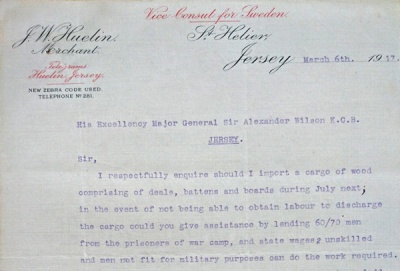 Vice Consul for Sweden.
J. W. Huelin.
Merchant.
Telegrams
Huelin, Jersey.
NEW ZEBRA CODE USED.
TELEPHONE No 281.
St. Helier,
Jersey March 6th. 1917.
His Excellency Major General Sir Alexander Wilson K.C.B.
JERSEY.
Sir,
I respectfully enquire should I import a cargo of wood
comprising of deals, battens and boards during July next;
in the event of not being able to obtain labour to discharge
the cargo could you give assistance by lending 60/70 men
from the prisoners of war camp, and state wages; unskilled
and men not fit for military purposes can do the work required.